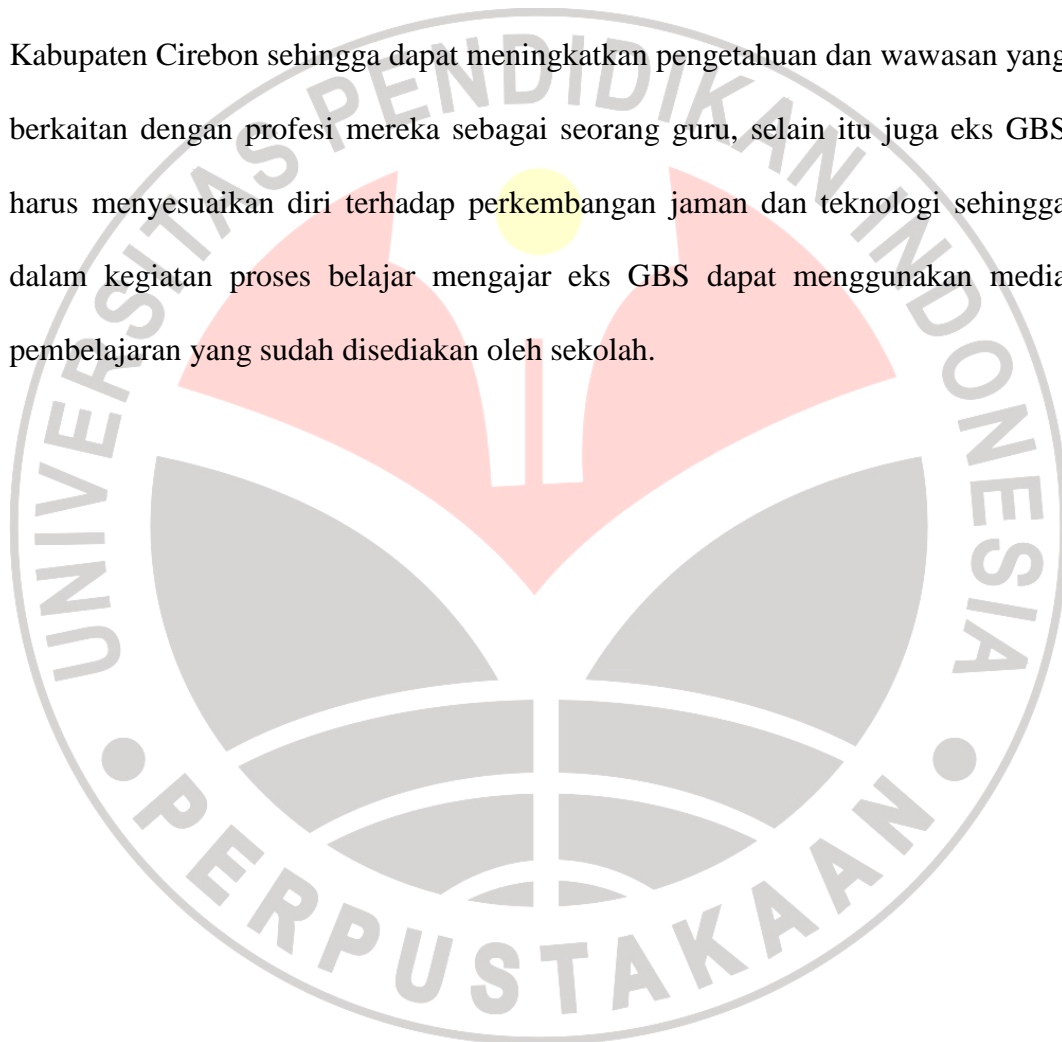 Kabupaten Cirebon sehingga dapat meningkatkan pengetahuan dan wawasan yang
berkaitan dengan profesi mereka sebagai seorang guru, selain itu juga eks GBS
harus menyesuaikan diri terhadap perkembangan jaman dan teknologi sehingga
dalam kegiatan proses belajar mengajar eks GBS dapat menggunakan media
pembelajaran yang sudah disediakan oleh sekolah.
UNIVERSITAS PENDIDIKAN INDONESIA
PERPUSTAKAAN